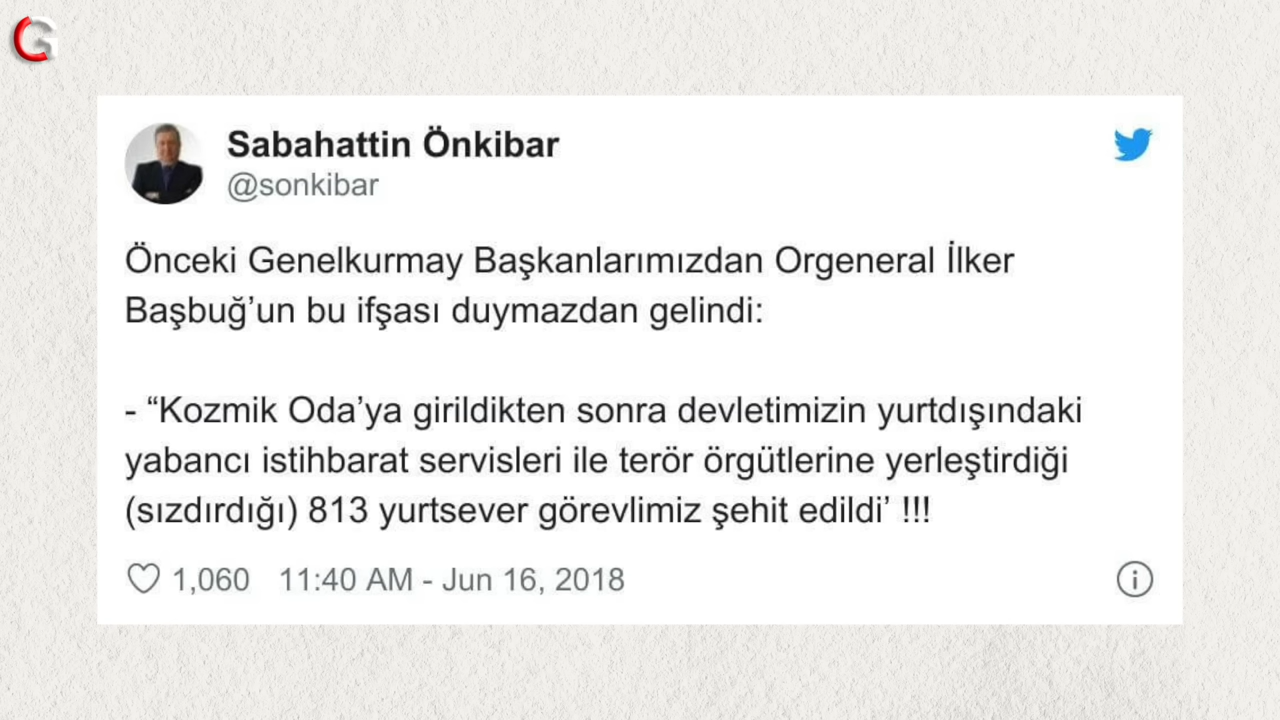 CG
Sabahattin Önkibar
@sonkibar
Önceki Genelkurmay Başkanlarımızdan Orgeneral İlker
Başbuğ’un bu ifşası duymazdan gelindi:
- “Kozmik Oda’ya girildikten sonra devletimizin yurtdışındaki
yabancı istihbarat servisleri ile terör örgütlerine yerleştirdiği
(sızdırdığı) 813 yurtsever görevlimiz şehit edildi’ !!!
1,060 11:40 AM - Jun 16, 2018